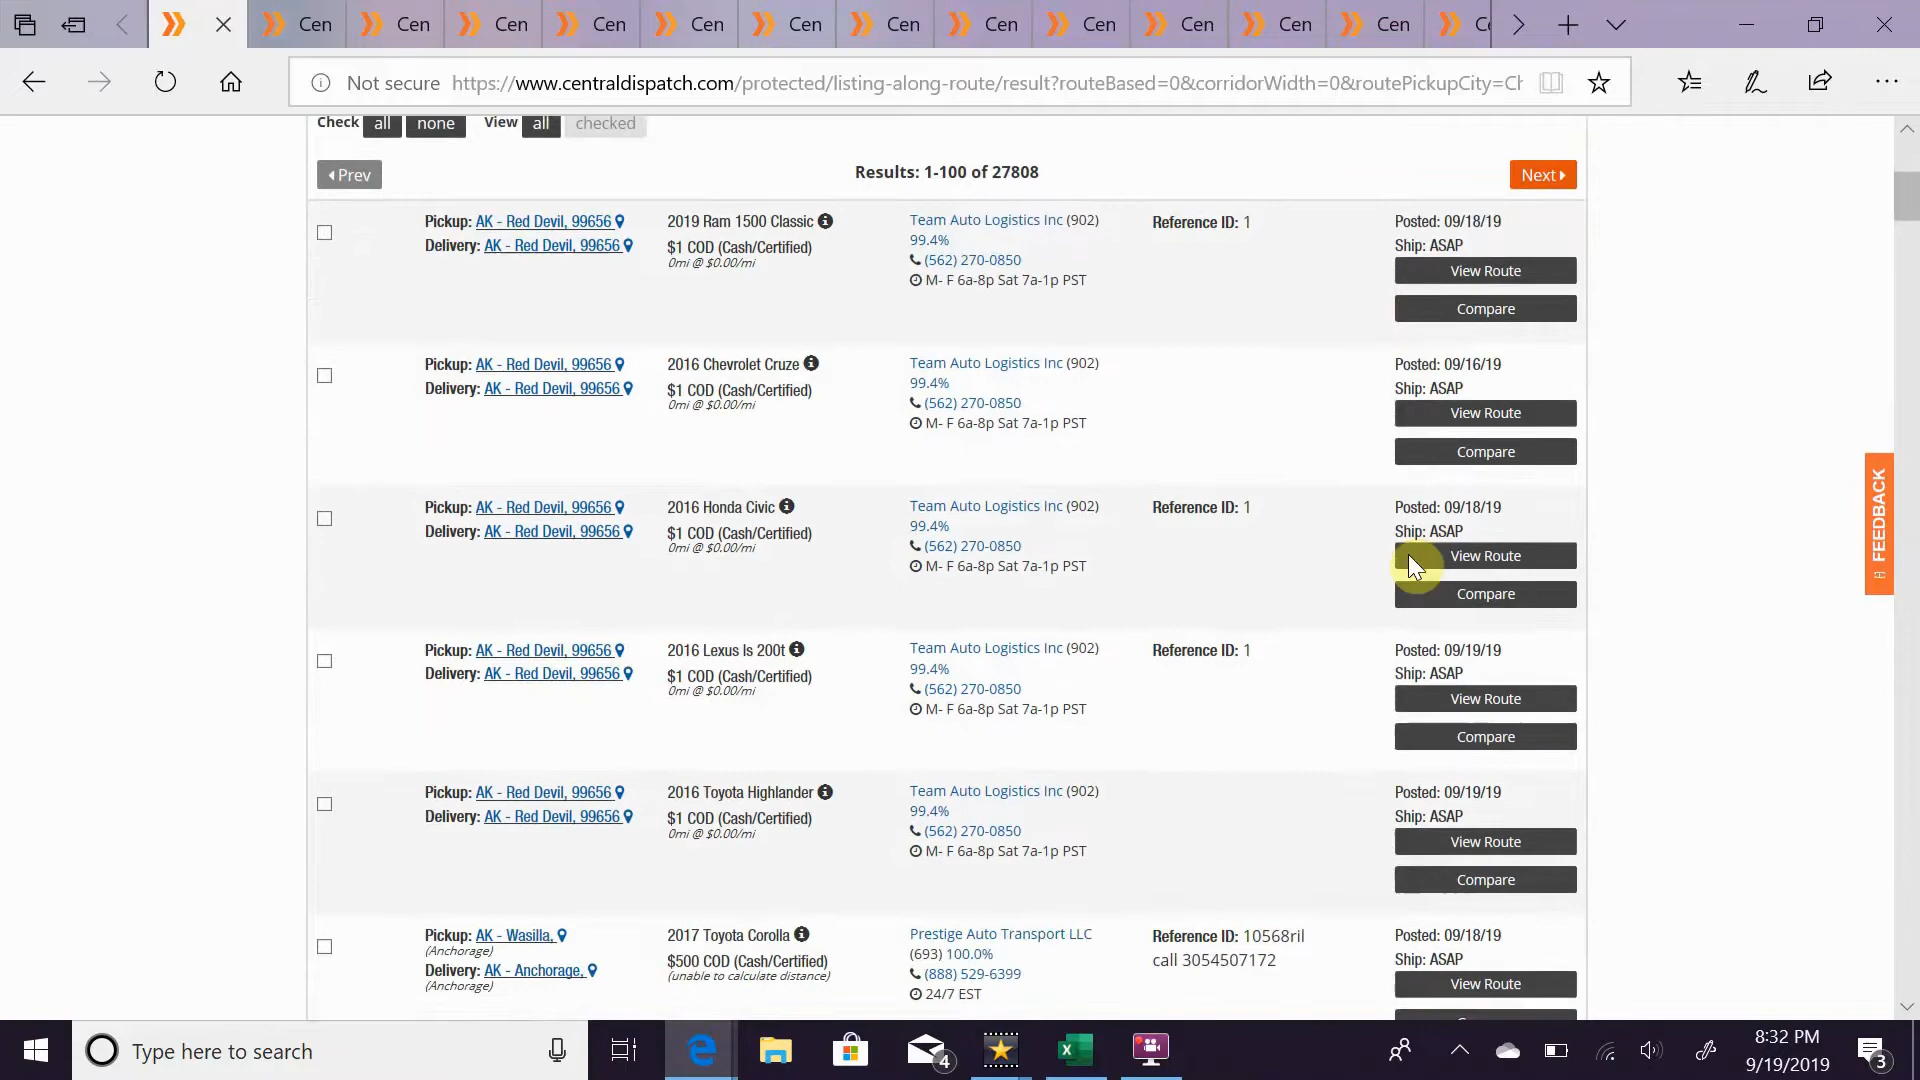 Cen Cen Cen Cen Cen Cen Cen Cen Cen Cen Cen Cen Ce
Not secure https://www.centraldispatch.com/protected/listing-along-route/result?routeBased=0&corridorWidth=0&routePickupCity=Ch
Check all none View all checked
Prev Results: 1-100 of 27808 Next
Pickup: AK - Red Devil, 99656 2019 Ram 1500 Classic Team Auto Logistics Inc (902) Reference ID: 1 Posted: 09/18/19
Delivery: AK - Red Devil, 99656 $1 COD (Cash/Certified) 99.4% Ship: ASAP
0mi @ $0.00/mi (562) 270-0850 View Route
M- F 6a-8p Sat 7a-1p PST
Compare
Pickup: AK - Red Devil, 99656 2016 Chevrolet Cruze Team Auto Logistics Inc (902) Posted: 09/16/19
Delivery: AK - Red Devil, 99656 $1 COD (Cash/Certified) 99.4% Ship: ASAP
0mi @ $0.00/mi (562) 270-0850 View Route
M- F 6a-8p Sat 7a-1p PST
Compare
Pickup: AK - Red Devil, 99656 2016 Honda Civic Team Auto Logistics Inc (902) Reference ID: 1 Posted: 09/18/19
Delivery: AK - Red Devil, 99656 $1 COD (Cash/Certified) 99.4% Ship: ASAP
0mi @ $0.00/mi (562) 270-0850 View Route
M- F 6a-8p Sat 7a-1p PST
Compare
FEEDBACK
Pickup: AK - Red Devil, 99656 2016 Lexus Is 200t Team Auto Logistics Inc (902) Reference ID: 1 Posted: 09/19/19
Delivery: AK - Red Devil, 99656 $1 COD (Cash/Certified) 99.4% Ship: ASAP
0mi @ $0.00/mi (562) 270-0850 View Route
M- F 6a-8p Sat 7a-1p PST
Compare
Pickup: AK - Red Devil, 99656 2016 Toyota Highlander Team Auto Logistics Inc (902) Posted: 09/19/19
Delivery: AK - Red Devil, 99656 $1 COD (Cash/Certified) 99.4% Ship: ASAP
0mi @ $0.00/mi (562) 270-0850 View Route
M- F 6a-8p Sat 7a-1p PST
Compare
Pickup: AK - Wasilla, 2017 Toyota Corolla Prestige Auto Transport LLC Reference ID: 10568ril Posted: 09/18/19
(Anchorage) $500 COD (Cash/Certified) (693) 100.0% call 3054507172 Ship: ASAP
Delivery: AK - Anchorage, (unable to calculate distance) (888) 529-6399 View Route
(Anchorage) 24/7 EST
Type here to search 4 8:32 PM
9/19/2019 3